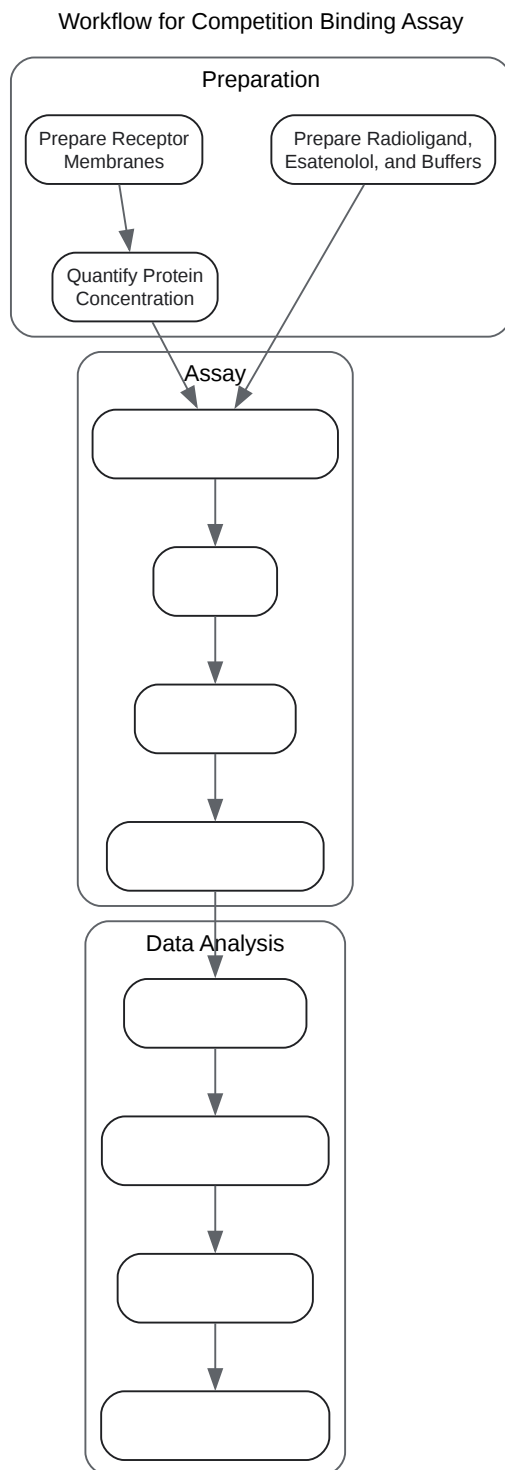 Workflow for Competition Binding Assay
Preparation
Prepare Receptor
Membranes
Prepare Radioligand,
Esatenolol, and Buffers
Quantify Protein
Concentration
Assay
Data Analysis